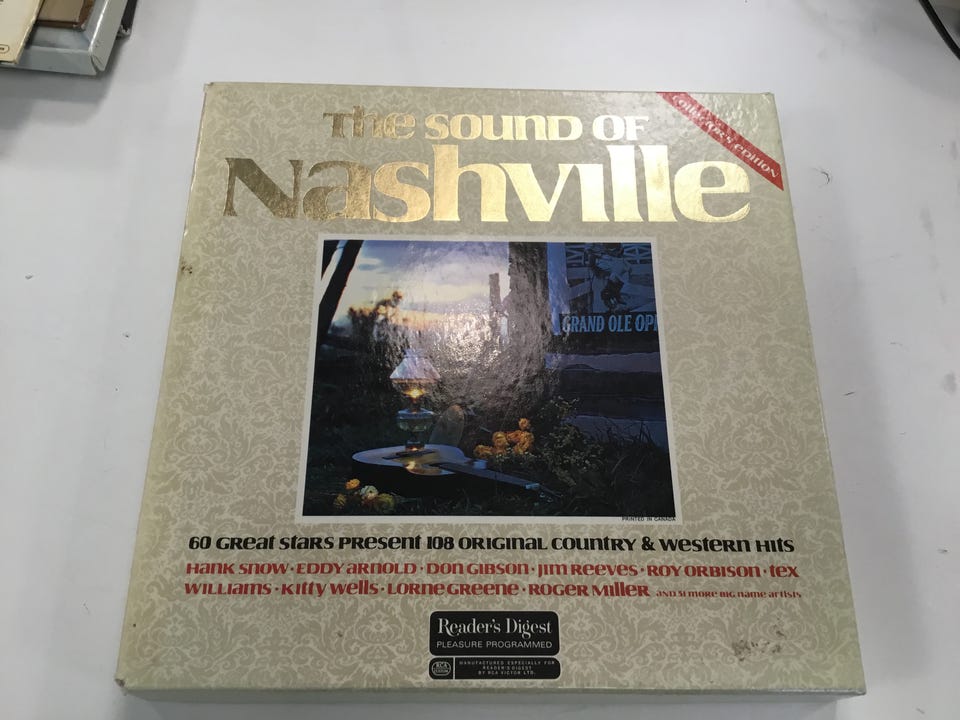 The SOUND OF
Nashville
COLLECTOR'S EDITION
GRAND OLE OP
PRINTED IN CANADA
60 GREAT STARS PRESENT 108 ORIGINAL COUNTRY & WESTERN HITS
HANK SNOW · EDDY ARNOLD · DON GIBSON · JIM REEVES · ROY ORBISON · TEX
WILLIAMS · KITTY WELLS · LORNE GREENE · ROGER MILLER AND 51 MORE BIG NAME ARTISTS
Reader's Digest
PLEASURE PROGRAMMED
RCA
CUSTOM
MANUFACTURED ESPECIALLY FOR
READER'S DIGEST
BY RCA VICTOR LTD.